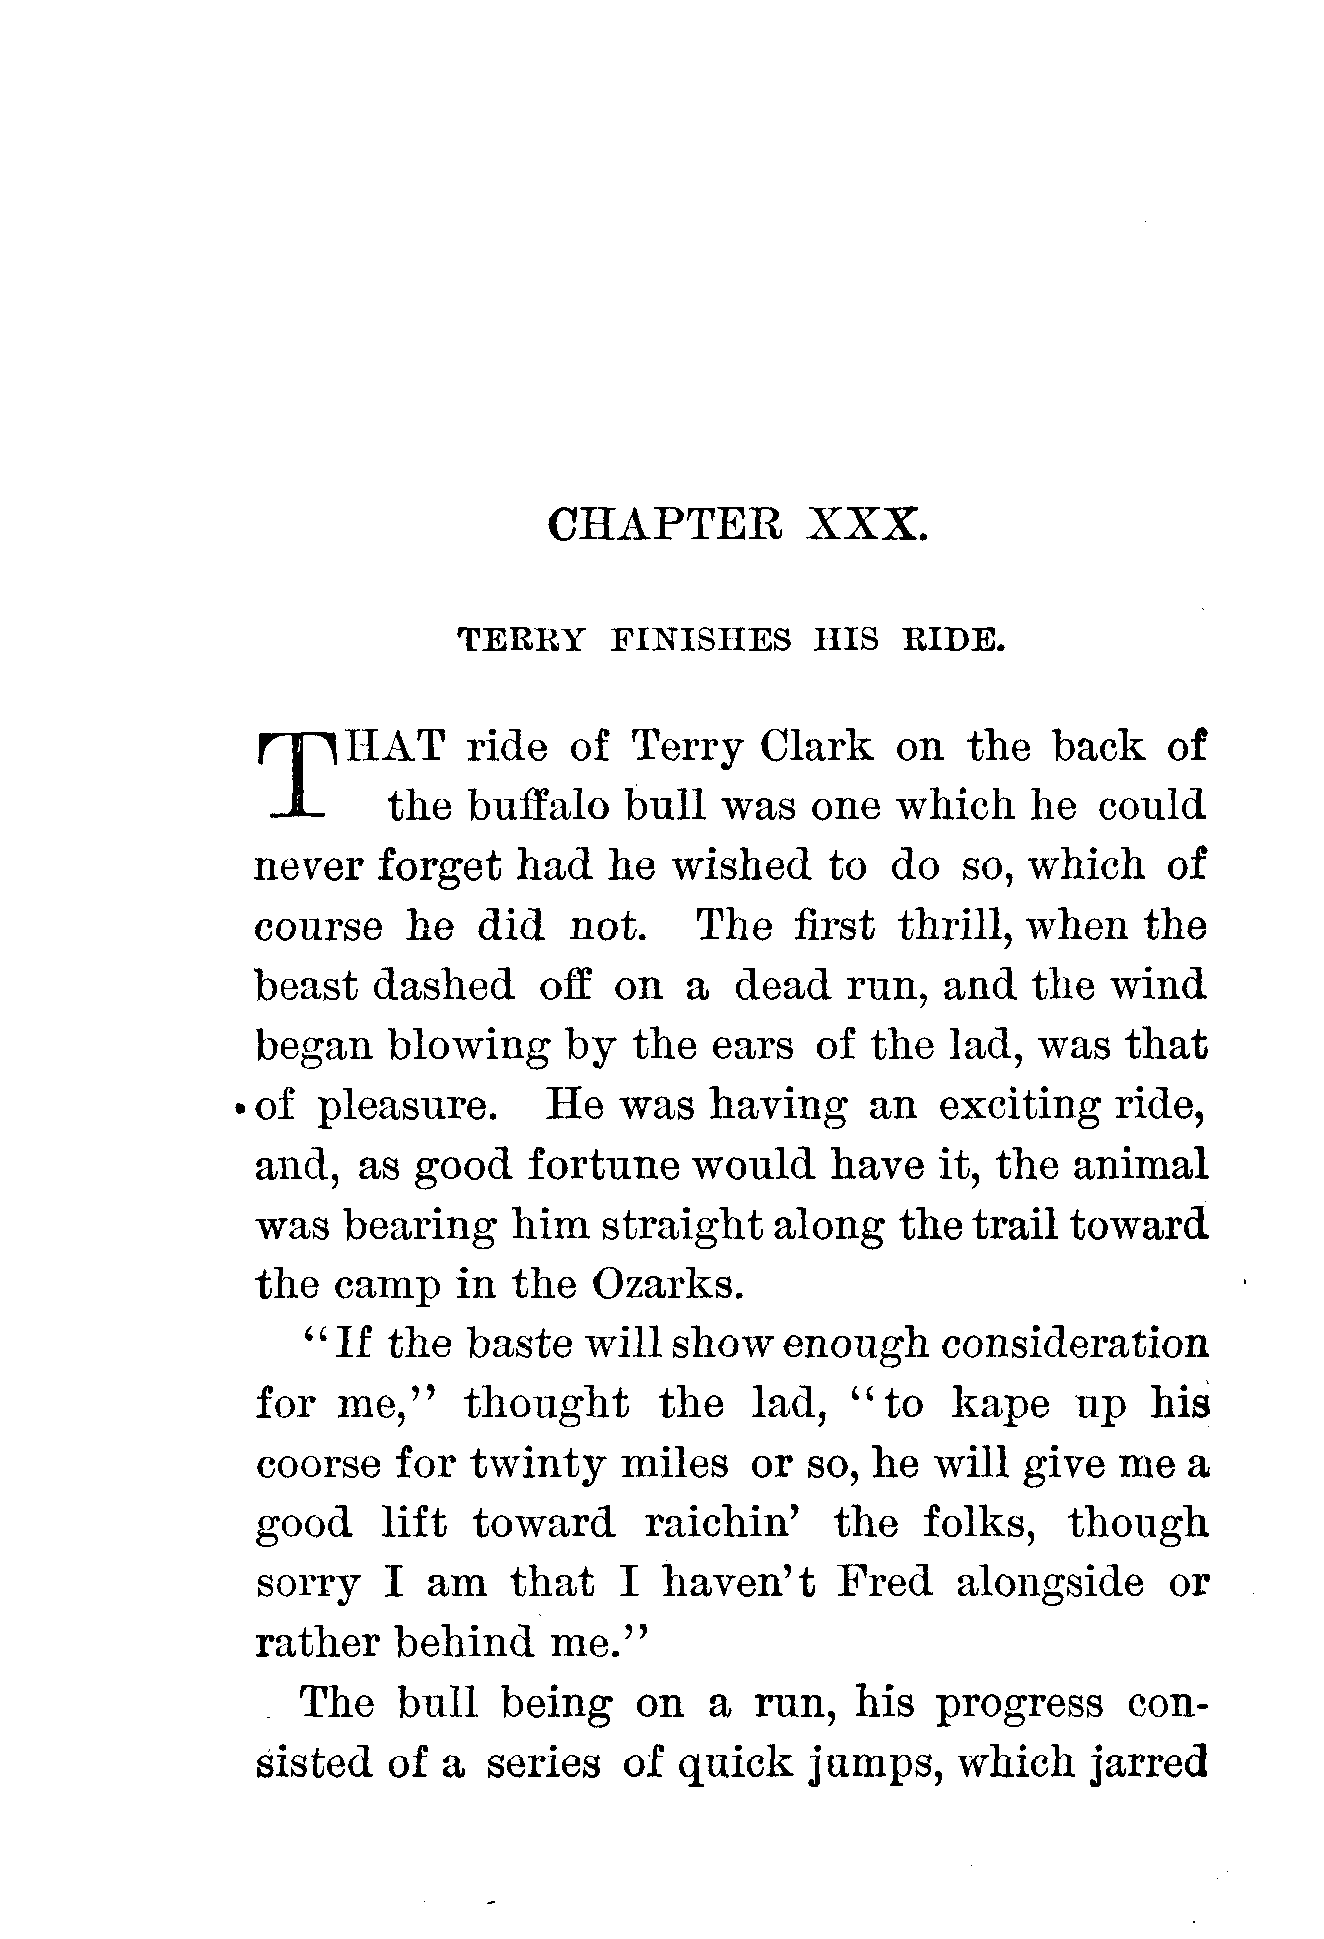 CHAPTER XXX.
TERRY FINISHES HIS RIDE.
THAT ride of Terry Clark on the back of
the buffalo bull was one which he could
never forget had he wished to do so, which of
course he did not. The first thrill, when the
beast dashed off on a dead run, and the wind
began blowing by the ears of the lad, was that
of pleasure. He was having an exciting ride,
and, as good fortune would have it, the animal
was bearing him straight along the trail toward
the camp in the Ozarks.
"If the baste will show enough consideration
for me," thought the lad, "to kape up his
coorse for twinty miles or so, he will give me a
good lift toward raichin' the folks, though
sorry I am that I haven't Fred alongside or
rather behind me."
The bull being on a run, his progress con-
sisted of a series of quick jumps, which jarred